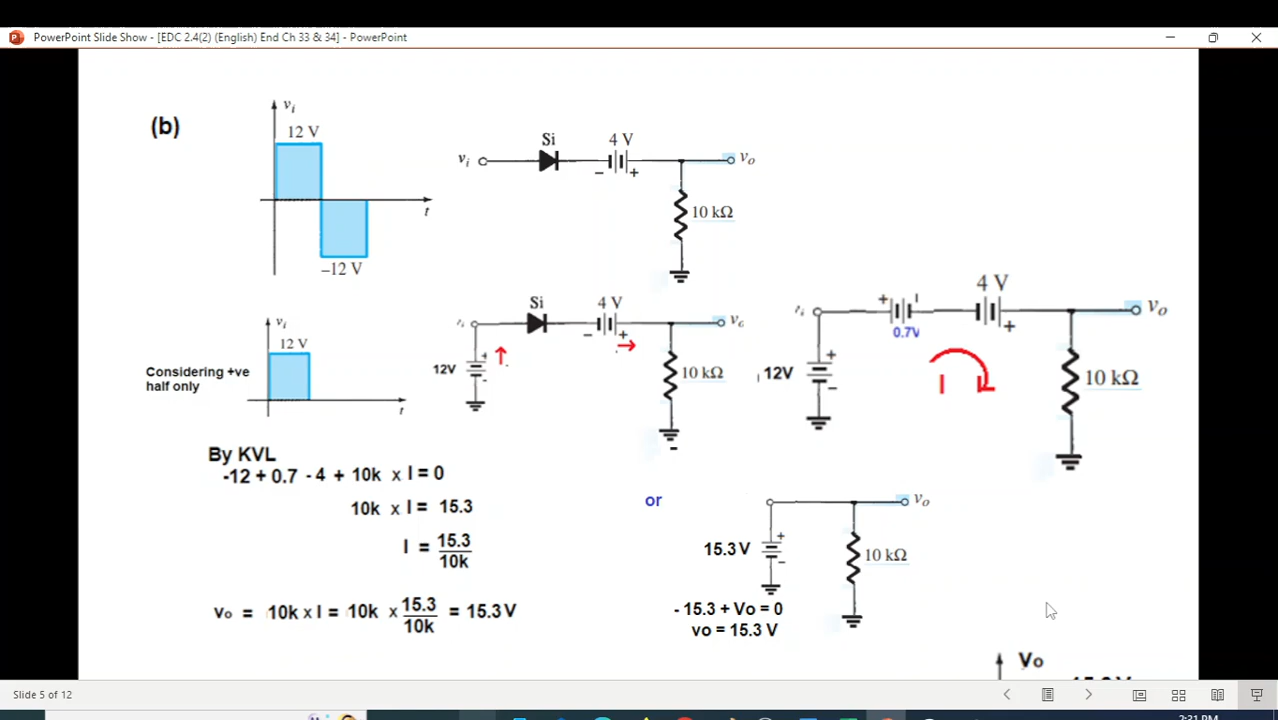 PowerPoint Slide Show - [EDC 2.4(2) (English) End Ch 33 & 34] - PowerPoint
(b)
vi
12 V
t
–12 V
vi
Si
4 V
- +
vo
10 kΩ
Considering +ve
half only
vi
12 V
t
Si
4 V
- +
12V
+
-
10 kΩ
-
+
0.7V
4 V
+
vo
12V
+
-
I
10 kΩ
By KVL
-12 + 0.7 - 4 + 10k x I = 0
10k x I = 15.3
I = 15.3
10k
vo = 10k x I = 10k x 15.3 = 15.3 V
10k
or
vo
15.3 V
+
-
10 kΩ
- 15.3 + Vo = 0
vo = 15.3 V
Vo
Slide 5 of 12